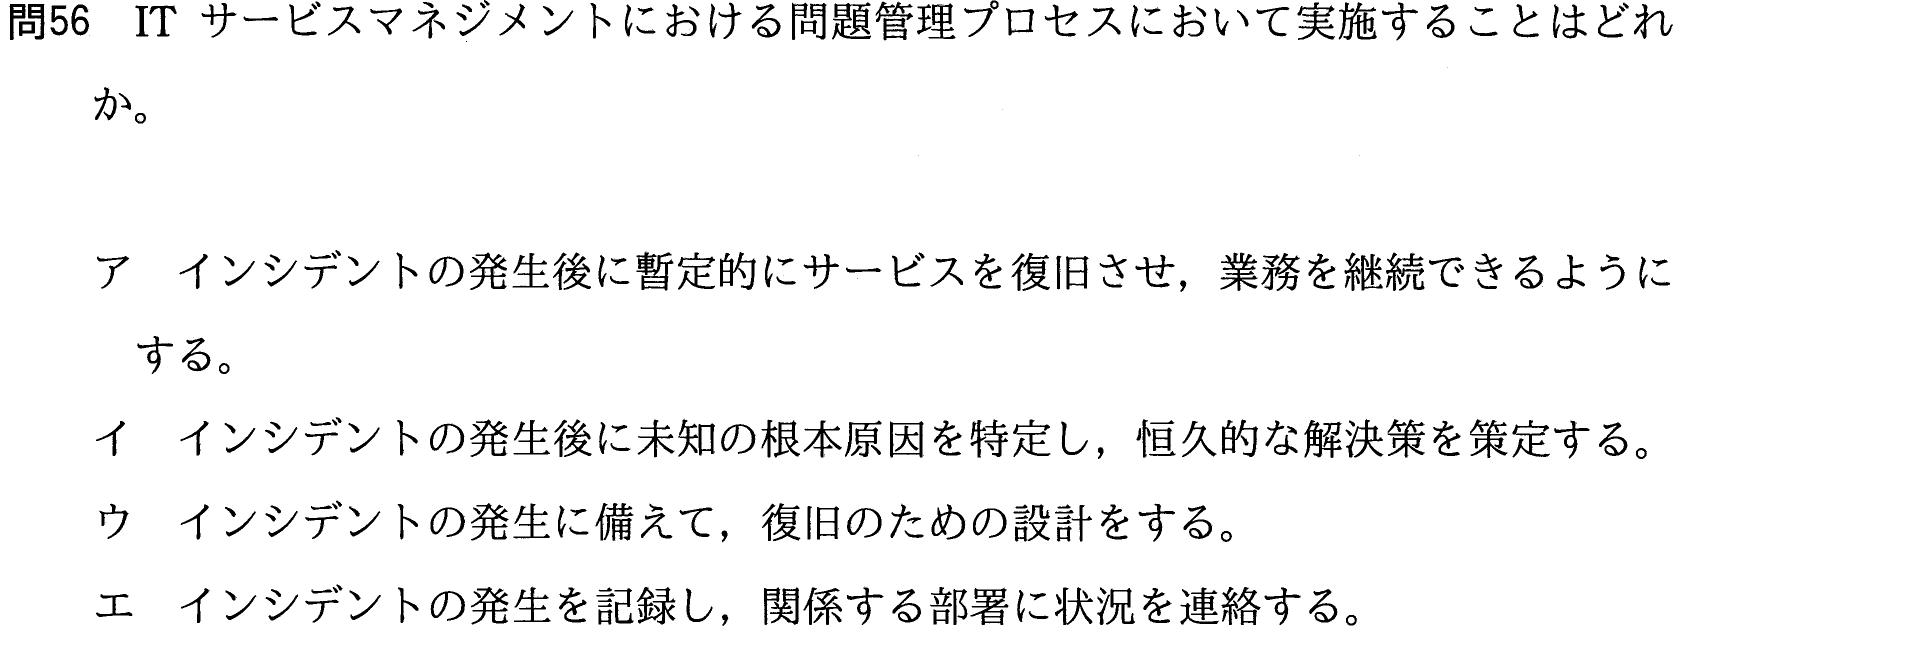 問56 IT サービスマネジメントにおける問題管理プロセスにおいて実施することはどれ
か。
ア インシデントの発生後に暫定的にサービスを復旧させ，業務を継続できるように
する。
イ インシデントの発生後に未知の根本原因を特定し，恒久的な解決策を策定する。
ウ インシデントの発生に備えて，復旧のための設計をする。
エ インシデントの発生を記録し，関係する部署に状況を連絡する。